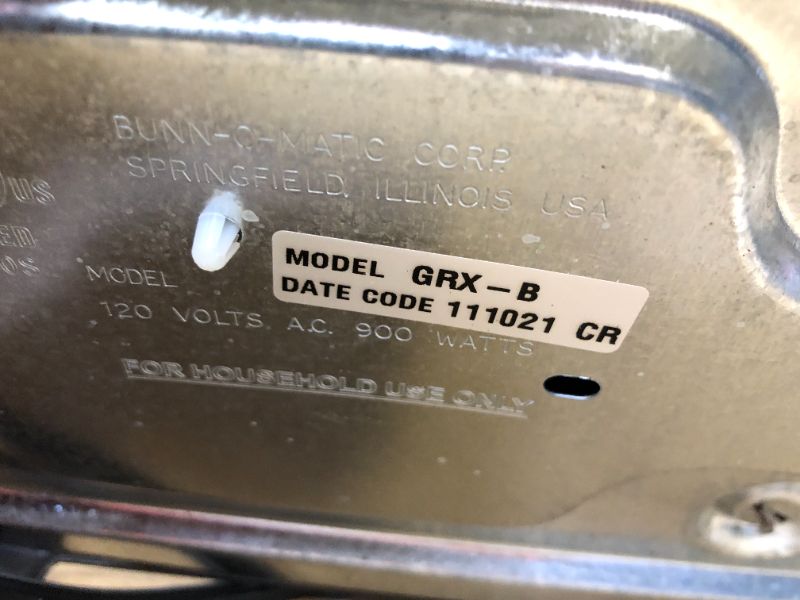 BUNN-O-MATIC CORP.
SPRINGFIELD, ILLINOIS USA
us
MODEL
MODEL GRX-B
DATE CODE 111021 CR
120 VOLTS A.C. 900 WATTS
FOR HOUSEHOLD USE ONLY